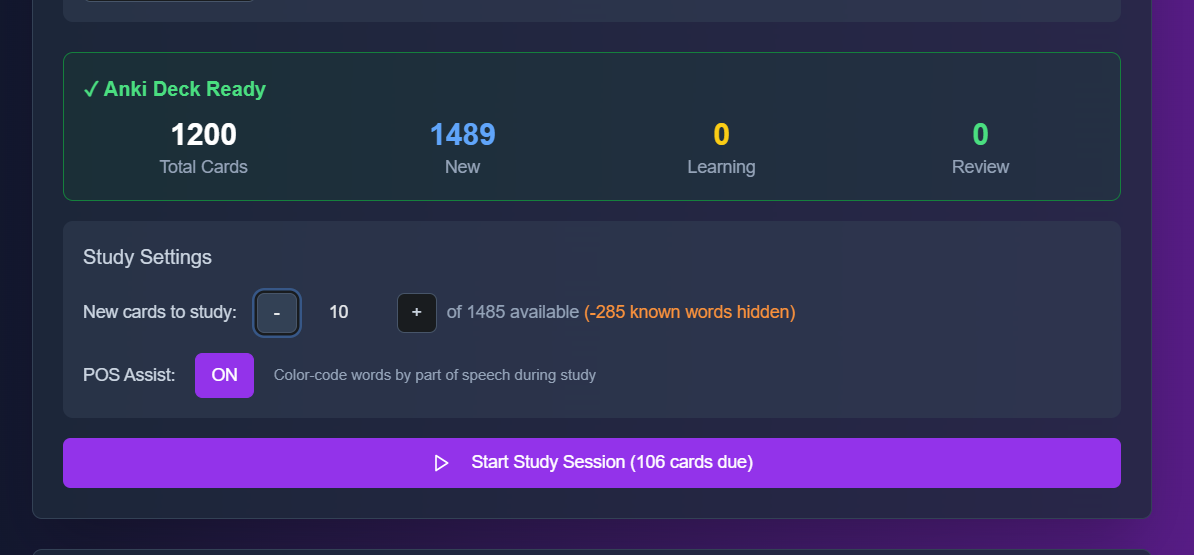 ✓ Anki Deck Ready
1200 1489 0 0
Total Cards New Learning Review
Study Settings
New cards to study: - 10 + of 1485 available (-285 known words hidden)
POS Assist: ON Color-code words by part of speech during study
Start Study Session (106 cards due)